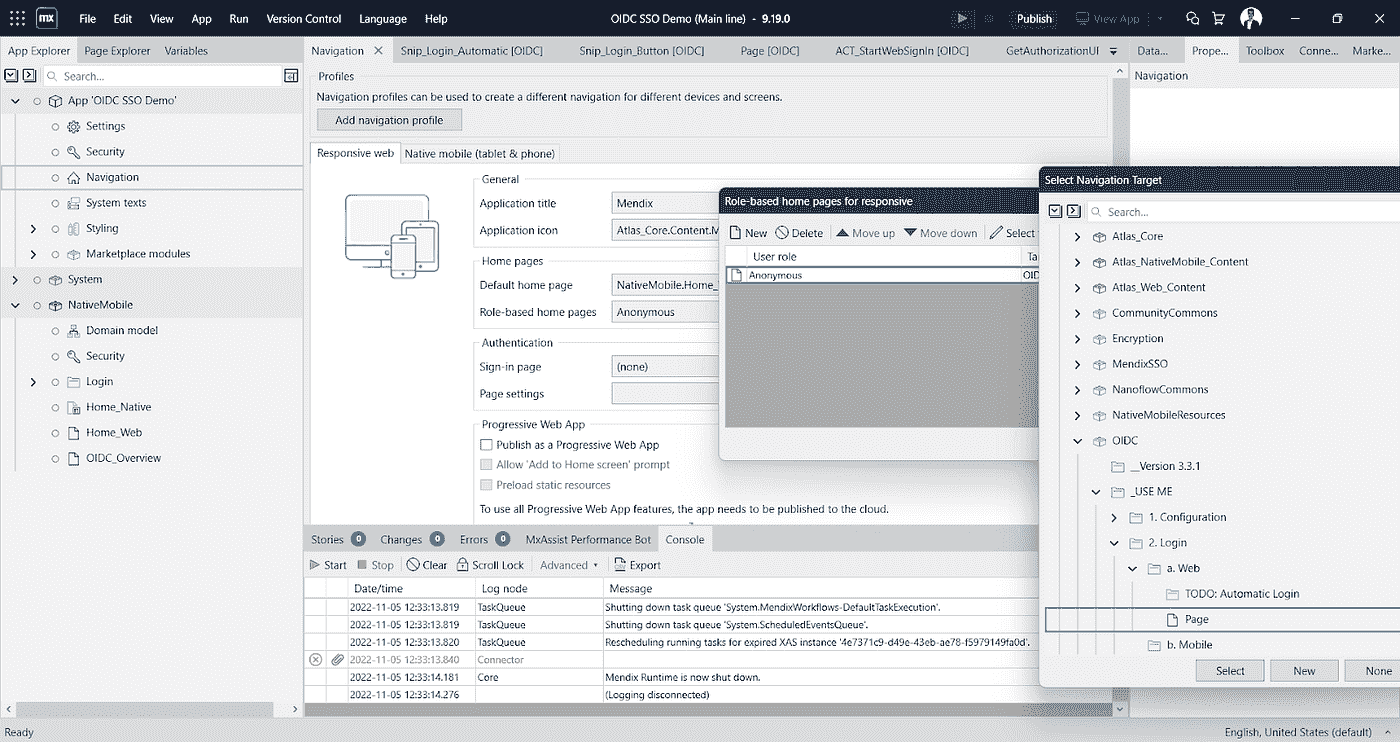 mx File Edit View App Run Version Control Language Help OIDC SSO Demo (Main line) - 9.19.0 Publish View App
App Explorer Page Explorer Variables
Search...
App 'OIDC SSO Demo'
Settings
Security
Navigation
System texts
Styling
Marketplace modules
System
NativeMobile
Domain model
Security
Login
Home_Native
Home_Web
OIDC_Overview
Navigation Snip_Login_Automatic [OIDC] Snip_Login_Button [OIDC] Page [OIDC] ACT_StartWebSignIn [OIDC] GetAuthorizationUI
Profiles
Navigation profiles can be used to create a different navigation for different devices and screens.
Add navigation profile
Responsive web Native mobile (tablet & phone)
General
Application title Mendix
Application icon Atlas_Core.Content.M
Home pages
Default home page NativeMobile.Home_
Role-based home pages Anonymous
Authentication
Sign-in page (none)
Page settings
Progressive Web App
Publish as a Progressive Web App
Allow 'Add to Home screen' prompt
Preload static resources
To use all Progressive Web App features, the app needs to be published to the cloud.
Role-based home pages for responsive
New Delete Move up Move down Select
User role Ta
Anonymous OID
Data... Prope... Toolbox Conne... Marke...
Navigation
Select Navigation Target
Search...
Atlas_Core
Atlas_NativeMobile_Content
Atlas_Web_Content
CommunityCommons
Encryption
MendixSSO
NanoflowCommons
NativeMobileResources
OIDC
__Version 3.3.1
_USE ME
1. Configuration
2. Login
a. Web
TODO: Automatic Login
Page
b. Mobile
Select New None
Stories 0 Changes 0 Errors 0 MxAssist Performance Bot Console
Start Stop Clear Scroll Lock Advanced Export
Date/time Log node Message
2022-11-05 12:33:13.819 TaskQueue Shutting down task queue 'System.MendixWorkflows-DefaultTaskExecution'.
2022-11-05 12:33:13.819 TaskQueue Shutting down task queue 'System.ScheduledEventsQueue'.
2022-11-05 12:33:13.820 TaskQueue Rescheduling running tasks for expired XAS instance '4e7371c9-d49e-43eb-ae78-f5979149fa0d'.
2022-11-05 12:33:13.840 Connector
2022-11-05 12:33:14.181 Core Mendix Runtime is now shut down.
2022-11-05 12:33:14.276 (Logging disconnected)
Ready English, United States (default)